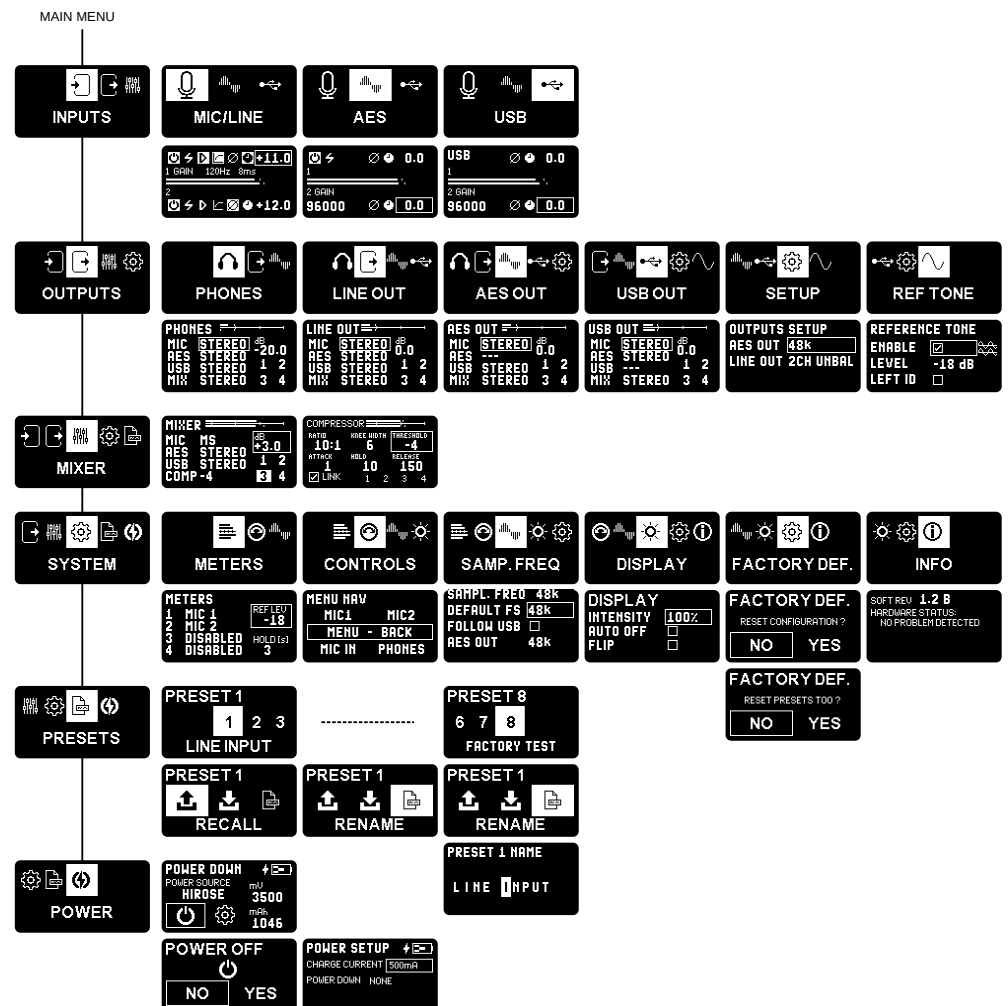 MAIN MENU
INPUTS
MIC/LINE
AES
USB
+11.0
1 GAIN 120Hz 8ms
2
+12.0
0.0
1
2 GAIN
96000 0.0
USB 0.0
1
2 GAIN
96000 0.0
OUTPUTS
PHONES
LINE OUT
AES OUT
USB OUT
SETUP
REF TONE
PHONES
MIC STEREO dB
AES STEREO -20.0
USB STEREO 1 2
MIX STEREO 3 4
LINE OUT
MIC STEREO dB
AES STEREO 0.0
USB STEREO 1 2
MIX STEREO 3 4
AES OUT
MIC STEREO dB
AES --- 0.0
USB STEREO 1 2
MIX STEREO 3 4
USB OUT
MIC STEREO dB
AES STEREO 0.0
USB --- 1 2
MIX STEREO 3 4
OUTPUTS SETUP
AES OUT 48k
LINE OUT 2CH UNBAL
REFERENCE TONE
ENABLE
LEVEL -18 dB
LEFT ID
MIXER
MIXER
MIC MS dB
AES STEREO +3.0
USB STEREO 1 2
COMP -4 3 4
COMPRESSOR
RATIO KNEE WIDTH THRESHOLD
10:1 6 -4
ATTACK HOLD RELEASE
1 10 150
LINK 1 2 3 4
SYSTEM
METERS
CONTROLS
SAMP. FREQ
DISPLAY
FACTORY DEF.
INFO
METERS
1 MIC 1 REF LEV
2 MIC 2 -18
3 DISABLED HOLD [s]
4 DISABLED 3
MENU NAV
MIC1 MIC2
MENU - BACK
MIC IN PHONES
SAMPL. FREQ 48k
DEFAULT FS 48k
FOLLOW USB
AES OUT 48k
DISPLAY
INTENSITY 100%
AUTO OFF
FLIP
FACTORY DEF.
RESET CONFIGURATION ?
NO YES
SOFT REV 1.2 B
HARDWARE STATUS:
NO PROBLEM DETECTED
FACTORY DEF.
RESET PRESETS TOO ?
NO YES
PRESETS
PRESET 1
1 2 3
LINE INPUT
PRESET 8
6 7 8
FACTORY TEST
PRESET 1
RECALL
PRESET 1
RENAME
PRESET 1
RENAME
PRESET 1 NAME
LINE INPUT
POWER
POWER DOWN
POWER SOURCE mV
HIROSE 3500
mAh
1046
POWER OFF
NO YES
POWER SETUP
CHARGE CURRENT 500mA
POWER DOWN NONE